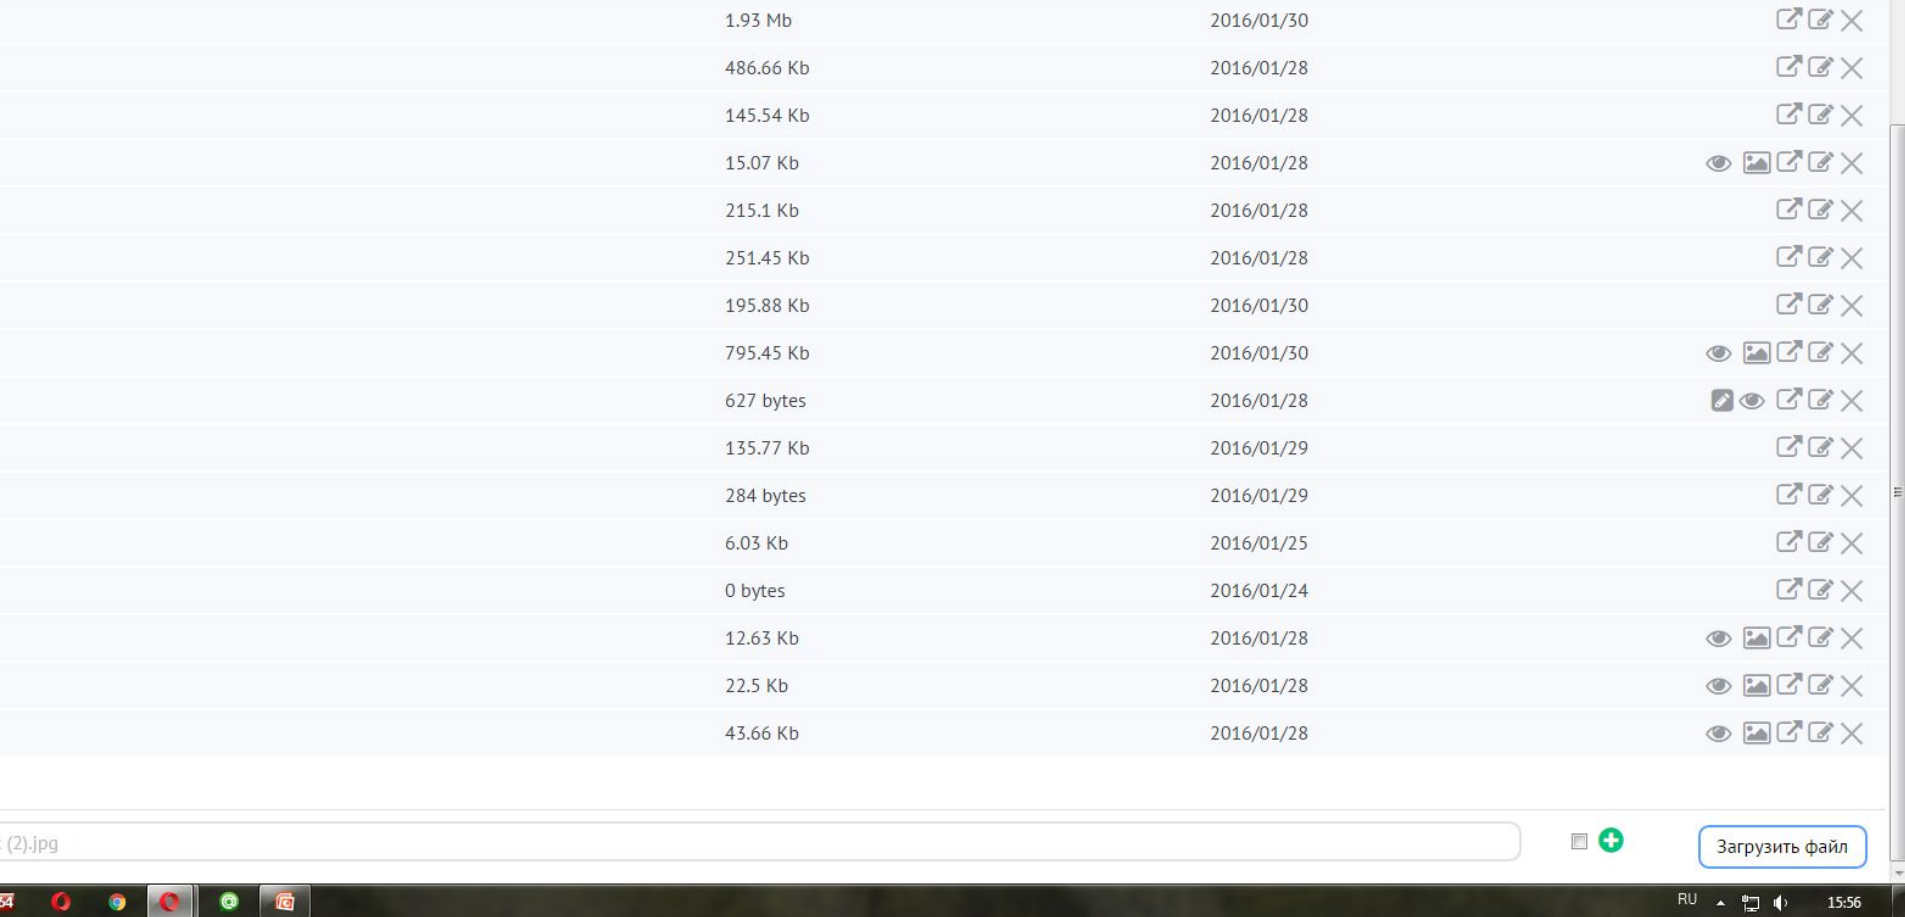 1.93 Mb 2016/01/30
486.66 Kb 2016/01/28
145.54 Kb 2016/01/28
15.07 Kb 2016/01/28
215.1 Kb 2016/01/28
251.45 Kb 2016/01/28
195.88 Kb 2016/01/30
795.45 Kb 2016/01/30
627 bytes 2016/01/28
135.77 Kb 2016/01/29
284 bytes 2016/01/29
6.03 Kb 2016/01/25
0 bytes 2016/01/24
12.63 Kb 2016/01/28
22.5 Kb 2016/01/28
43.66 Kb 2016/01/28
(2).jpg Загрузить файл
64 RU 15:56